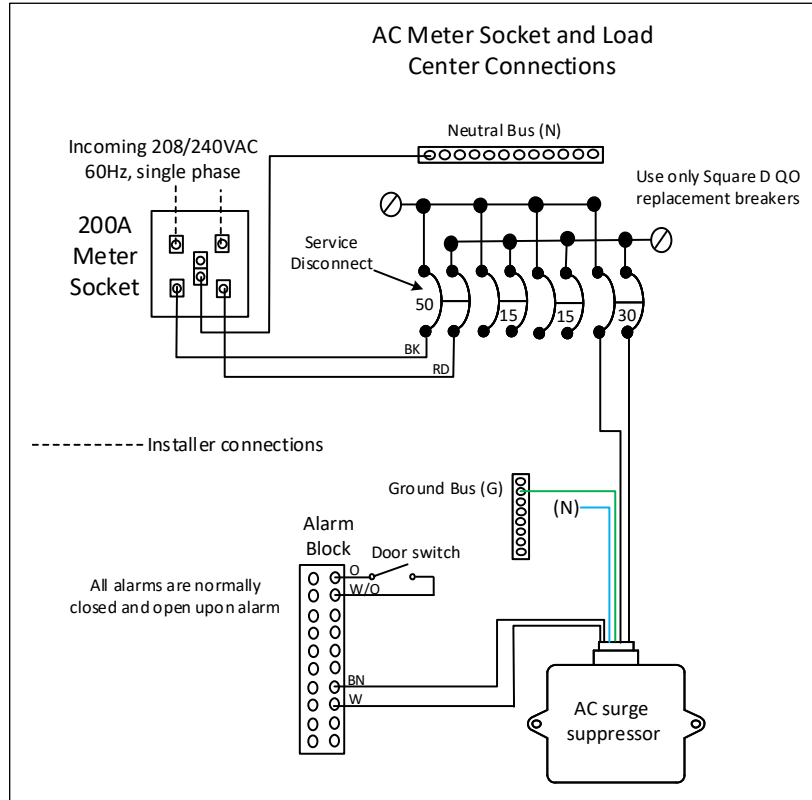 AC Meter Socket and Load
Center Connections
Neutral Bus (N)
Incoming 208/240VAC
60Hz, single phase
Use only Square D QO
replacement breakers
200A
Meter
Socket
Service
Disconnect
50
15
15
30
BK
RD
Installer connections
Ground Bus (G)
(N)
Alarm
Block
Door switch
O
W/O
All alarms are normally
closed and open upon alarm
BN
W
AC surge
suppressor